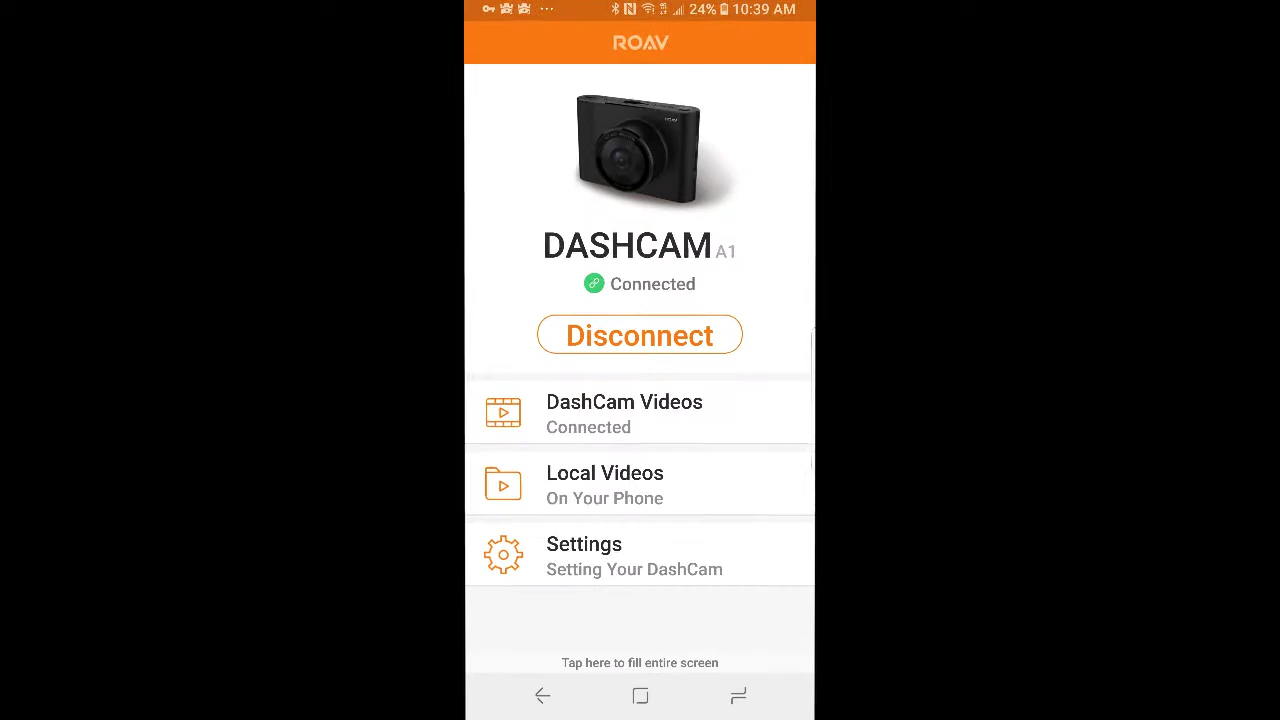 24% 10:39 AM
ROAV
ROAV
DASHCAM A1
Connected
Disconnect
DashCam Videos
Connected
Local Videos
On Your Phone
Settings
Setting Your DashCam
Tap here to fill entire screen